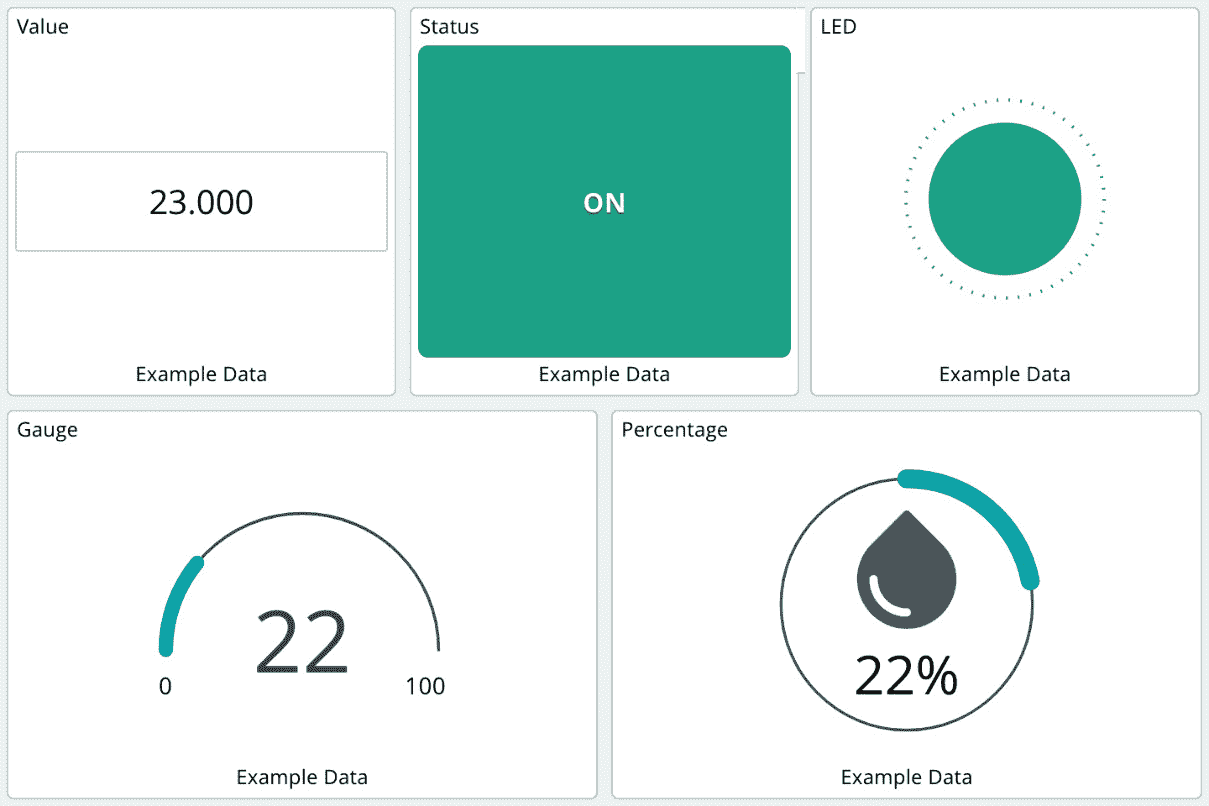 Value
23.000
Example Data
Status
ON
Example Data
LED
Example Data
Gauge
22
0
100
Example Data
Percentage
22%
Example Data